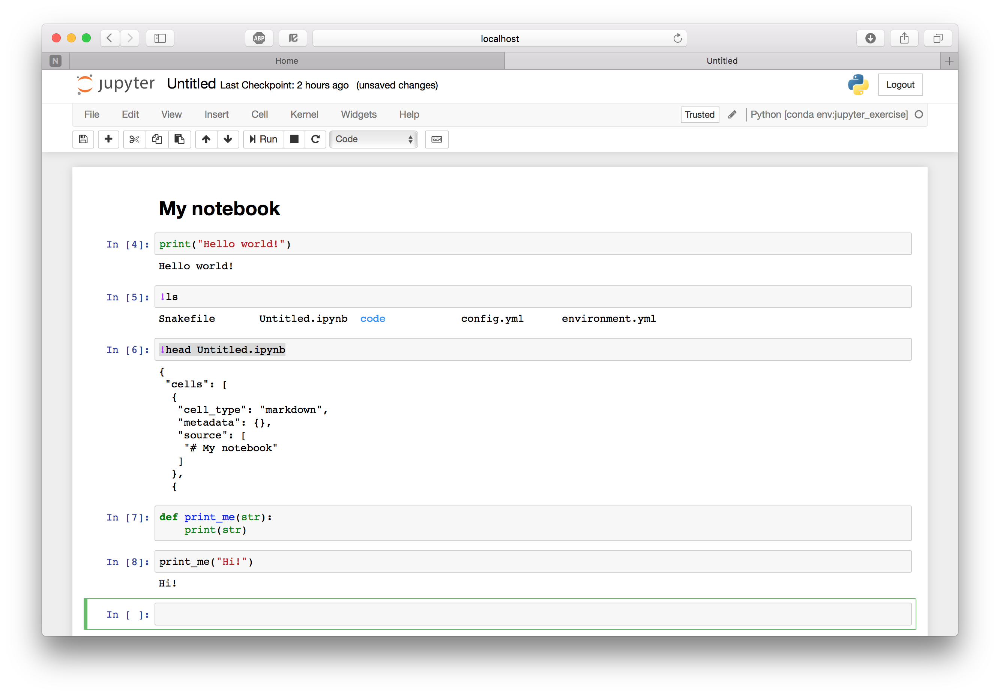 ABP
localhost
N
Home
Untitled
jupyter Untitled Last Checkpoint: 2 hours ago (unsaved changes)
Logout
File Edit View Insert Cell Kernel Widgets Help
Trusted
Python [conda env:jupyter_exercise]
Run
Code
My notebook
In [4]: print("Hello world!")
Hello world!
In [5]: !ls
Snakefile Untitled.ipynb code config.yml environment.yml
In [6]: !head Untitled.ipynb
{
 "cells": [
  {
   "cell_type": "markdown",
   "metadata": {},
   "source": [
    "# My notebook"
   ]
  },
  {
In [7]: def print_me(str):
    print(str)
In [8]: print_me("Hi!")
Hi!
In [ ]: